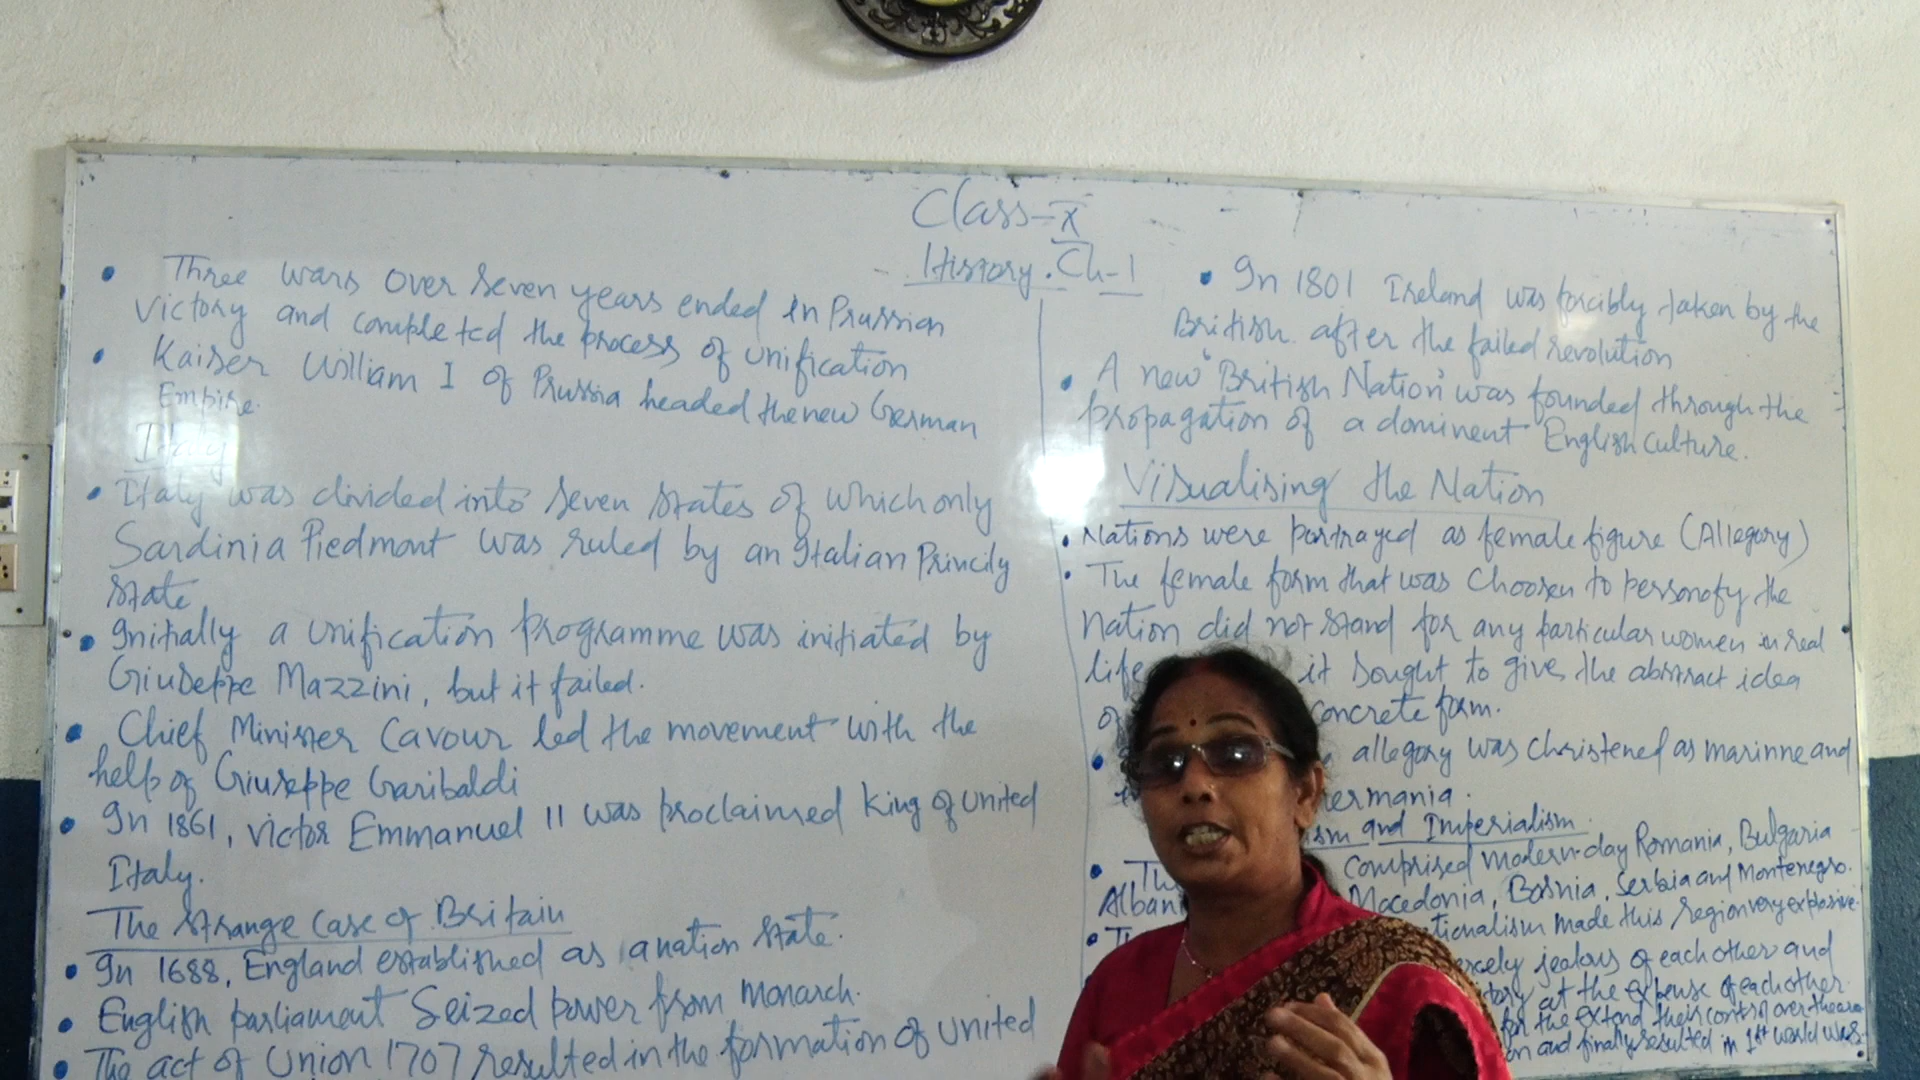 Class-X
History. Ch-1
• Three wars over seven years ended in Prussian
victory and completed the process of unification
• Kaiser William I of Prussia headed the new German
Empire.
Italy
• Italy was divided into seven states of which only
Sardinia Piedmont was ruled by an Italian Princily
state
• Initially a unification programme was initiated by
Giuseppe Mazzini, but it failed.
• Chief Minister Cavour led the movement with the
help of Giuseppe Garibaldi
• In 1861, victor Emmanuel II was proclaimed King of united
Italy.
The strange case of Britain
• In 1688, England established as a nation state.
• English parliament seized power from monarch.
• The act of Union 1707 resulted in the formation of united
• In 1801 Ireland was forcibly taken by the
British after the failed revolution
• A new "British Nation" was founded through the
propagation of a dominent English culture.
Visualising the Nation
• Nations were portrayed as female figure (Allegory)
• The female form that was choosen to personofy the
Nation did not stand for any particular women in real
life it sought to give the abstract idea
concrete form.
• allegory was christened as marinne and
ermania.
ism and Imperialism.
• comprised modern-day Romania, Bulgaria
Alban Macedonia, Bosnia, Serbia and Montenegro.
• tionalism made this region very explosive.
jealous of each other and
at the expense of each other.
for the extend their control over the area
on and finally resulted in 1st world war.